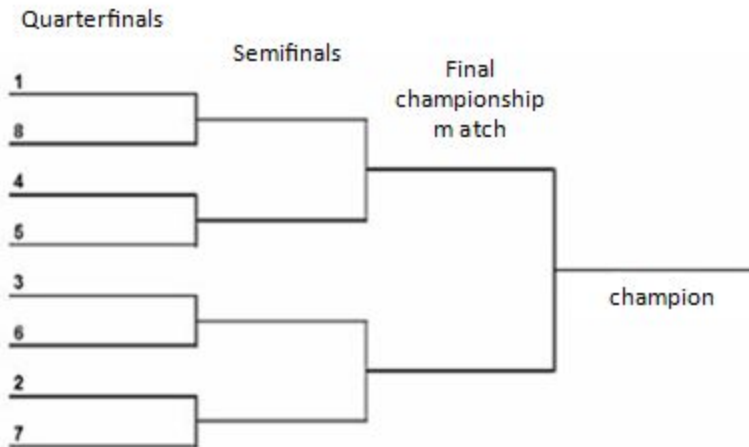 Quarterfinals
Semifinals
Final
championship
m atch
1
8
4
5
3
6
2
7
champion